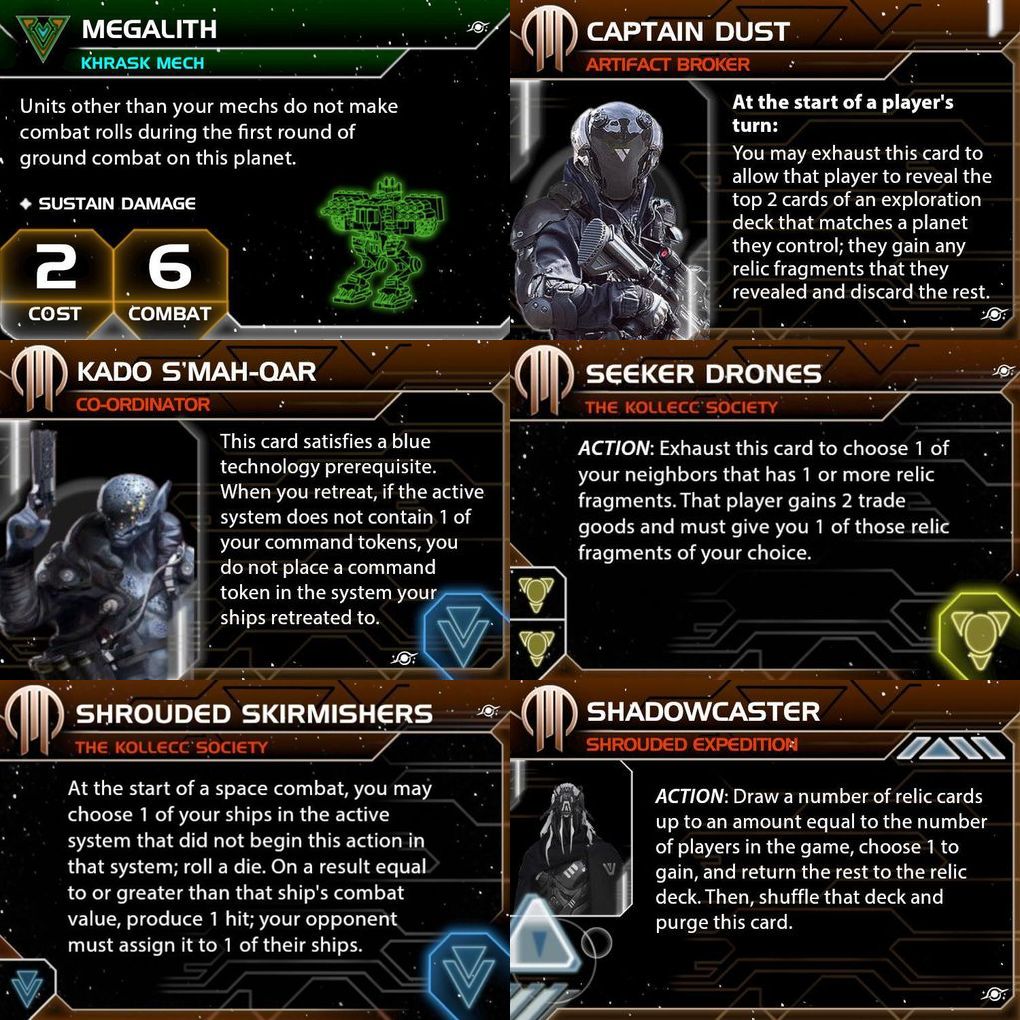 MEGALITH
KHRASK MECH
Units other than your mechs do not make
combat rolls during the first round of
ground combat on this planet.
SUSTAIN DAMAGE
2
COST
6
COMBAT
CAPTAIN DUST
ARTIFACT BROKER
At the start of a player's
turn:
You may exhaust this card to
allow that player to reveal the
top 2 cards of an exploration
deck that matches a planet
they control; they gain any
relic fragments that they
revealed and discard the rest.
KADO S'MAH-QAR
CO-ORDINATOR
This card satisfies a blue
technology prerequisite.
When you retreat, if the active
system does not contain 1 of
your command tokens, you
do not place a command
token in the system your
ships retreated to.
SEEKER DRONES
THE KOLLECC SOCIETY
ACTION: Exhaust this card to choose 1 of
your neighbors that has 1 or more relic
fragments. That player gains 2 trade
goods and must give you 1 of those relic
fragments of your choice.
SHROUDED SKIRMISHERS
THE KOLLECC SOCIETY
At the start of a space combat, you may
choose 1 of your ships in the active
system that did not begin this action in
that system; roll a die. On a result equal
to or greater than that ship's combat
value, produce 1 hit; your opponent
must assign it to 1 of their ships.
SHADOWCASTER
SHROUDED EXPEDITION
ACTION: Draw a number of relic cards
up to an amount equal to the number
of players in the game, choose 1 to
gain, and return the rest to the relic
deck. Then, shuffle that deck and
purge this card.